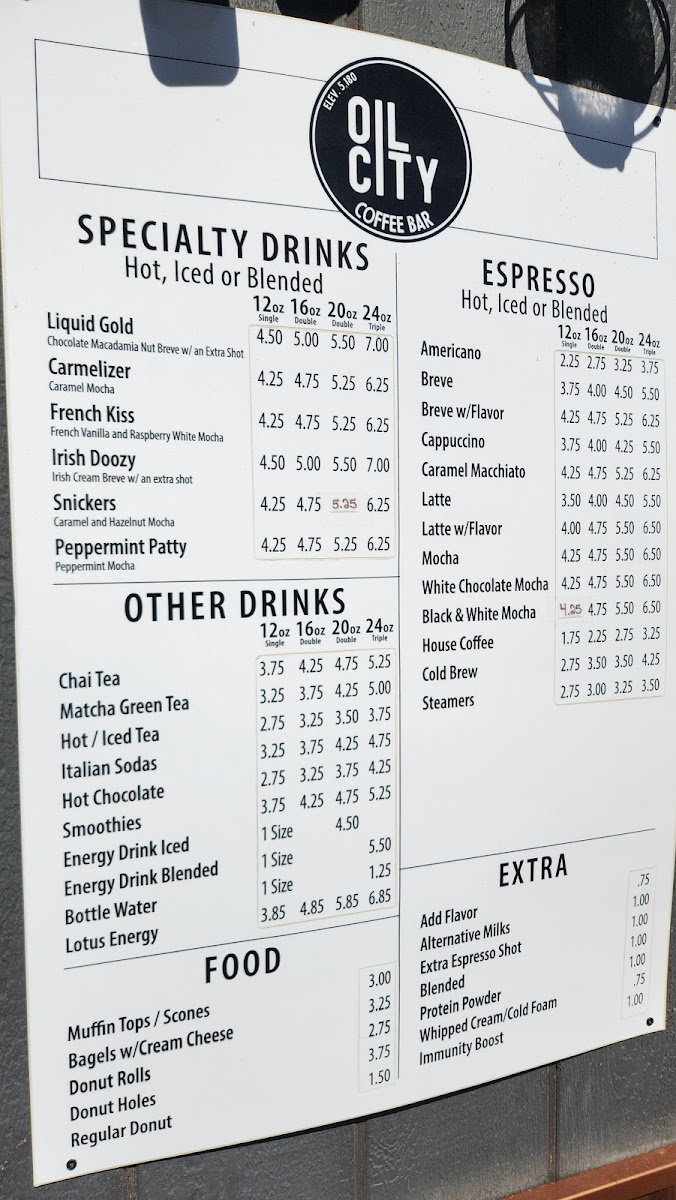 ELEV. 5,180
OIL
CITY
COFFEE BAR
SPECIALTY DRINKS
Hot, Iced or Blended
12oz 16oz 20oz 24oz
Single Double Double Triple
Liquid Gold 4.50 5.00 5.50 7.00
Chocolate Macadamia Nut Breve w/ an Extra Shot
Carmelizer 4.25 4.75 5.25 6.25
Caramel Mocha
French Kiss 4.25 4.75 5.25 6.25
French Vanilla and Raspberry White Mocha
Irish Doozy 4.50 5.00 5.50 7.00
Irish Cream Breve w/ an extra shot
Snickers 4.25 4.75 5.25 6.25
Caramel and Hazelnut Mocha
Peppermint Patty 4.25 4.75 5.25 6.25
Peppermint Mocha
OTHER DRINKS
12oz 16oz 20oz 24oz
Single Double Double Triple
Chai Tea 3.75 4.25 4.75 5.25
Matcha Green Tea 3.25 3.75 4.25 5.00
Hot / Iced Tea 2.75 3.25 3.50 3.75
Italian Sodas 3.25 3.75 4.25 4.75
Hot Chocolate 2.75 3.25 3.75 4.25
Smoothies 3.75 4.25 4.75 5.25
Energy Drink Iced 1 Size 4.50
Energy Drink Blended 1 Size 5.50
Bottle Water 1 Size 1.25
Lotus Energy 3.85 4.85 5.85 6.85
FOOD
Muffin Tops / Scones 3.00
Bagels w/Cream Cheese 3.25
Donut Rolls 2.75
Donut Holes 3.75
Regular Donut 1.50
ESPRESSO
Hot, Iced or Blended
12oz 16oz 20oz 24oz
Single Double Double Triple
Americano 2.25 2.75 3.25 3.75
Breve 3.75 4.00 4.50 5.50
Breve w/Flavor 4.25 4.75 5.25 6.25
Cappuccino 3.75 4.00 4.25 5.50
Caramel Macchiato 4.25 4.75 5.25 6.25
Latte 3.50 4.00 4.50 5.50
Latte w/Flavor 4.00 4.75 5.50 6.50
Mocha 4.25 4.75 5.50 6.50
White Chocolate Mocha 4.25 4.75 5.50 6.50
Black & White Mocha 4.25 4.75 5.50 6.50
House Coffee 1.75 2.25 2.75 3.25
Cold Brew 2.75 3.50 3.50 4.25
Steamers 2.75 3.00 3.25 3.50
EXTRA
Add Flavor .75
Alternative Milks 1.00
Extra Espresso Shot 1.00
Blended 1.00
Protein Powder 1.00
Whipped Cream/Cold Foam .75
Immunity Boost 1.00